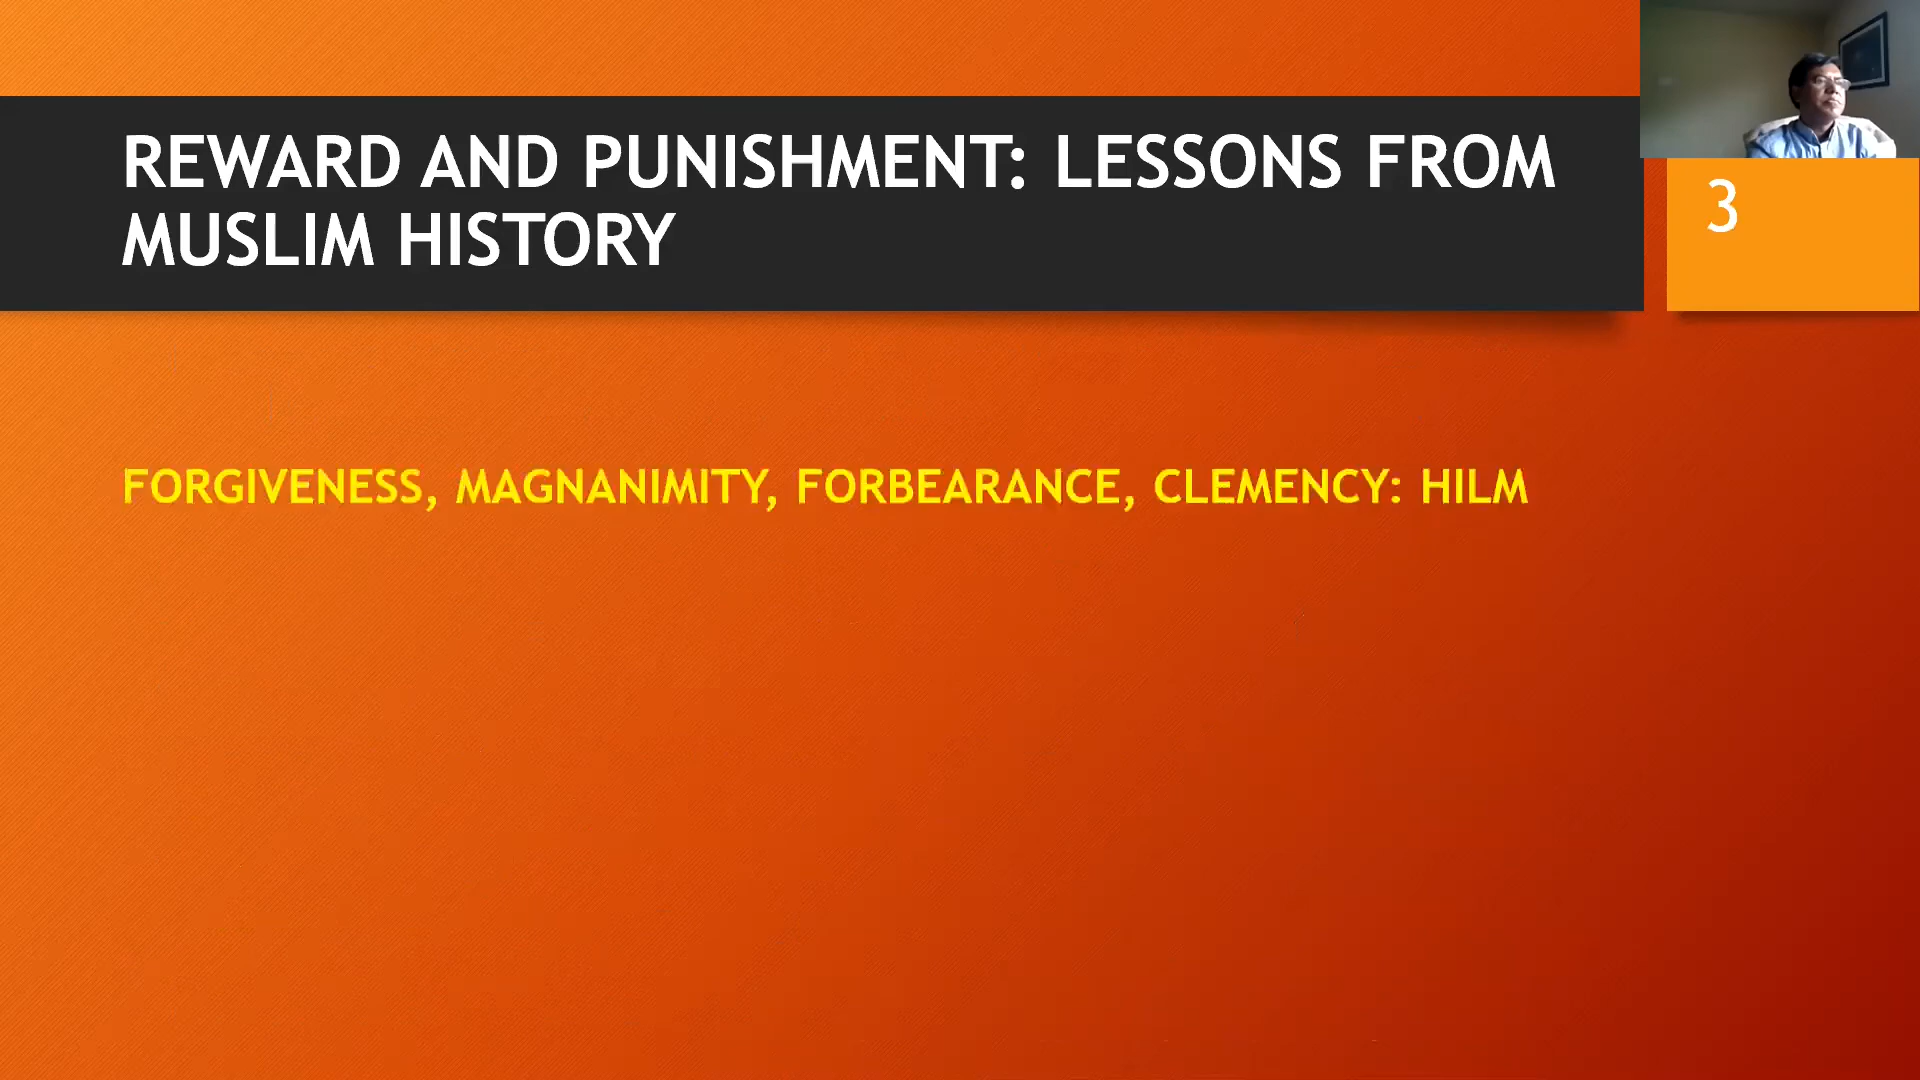 REWARD AND PUNISHMENT: LESSONS FROM
MUSLIM HISTORY
3
FORGIVENESS, MAGNANIMITY, FORBEARANCE, CLEMENCY: HILM